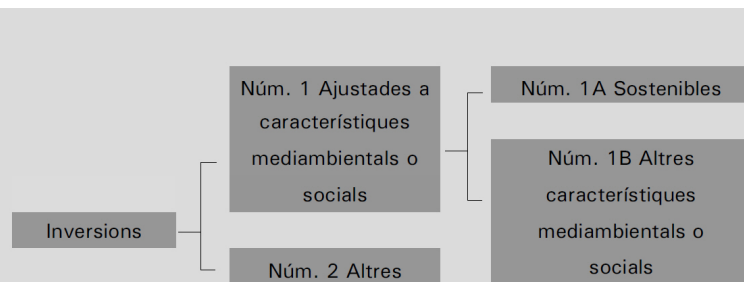 Inversions
Núm. 1 Ajustades a
característiques
mediambientals o
socials
Núm. 2 Altres
Núm. 1A Sostenibles
Núm. 1B Altres
característiques
mediambientals o
socials